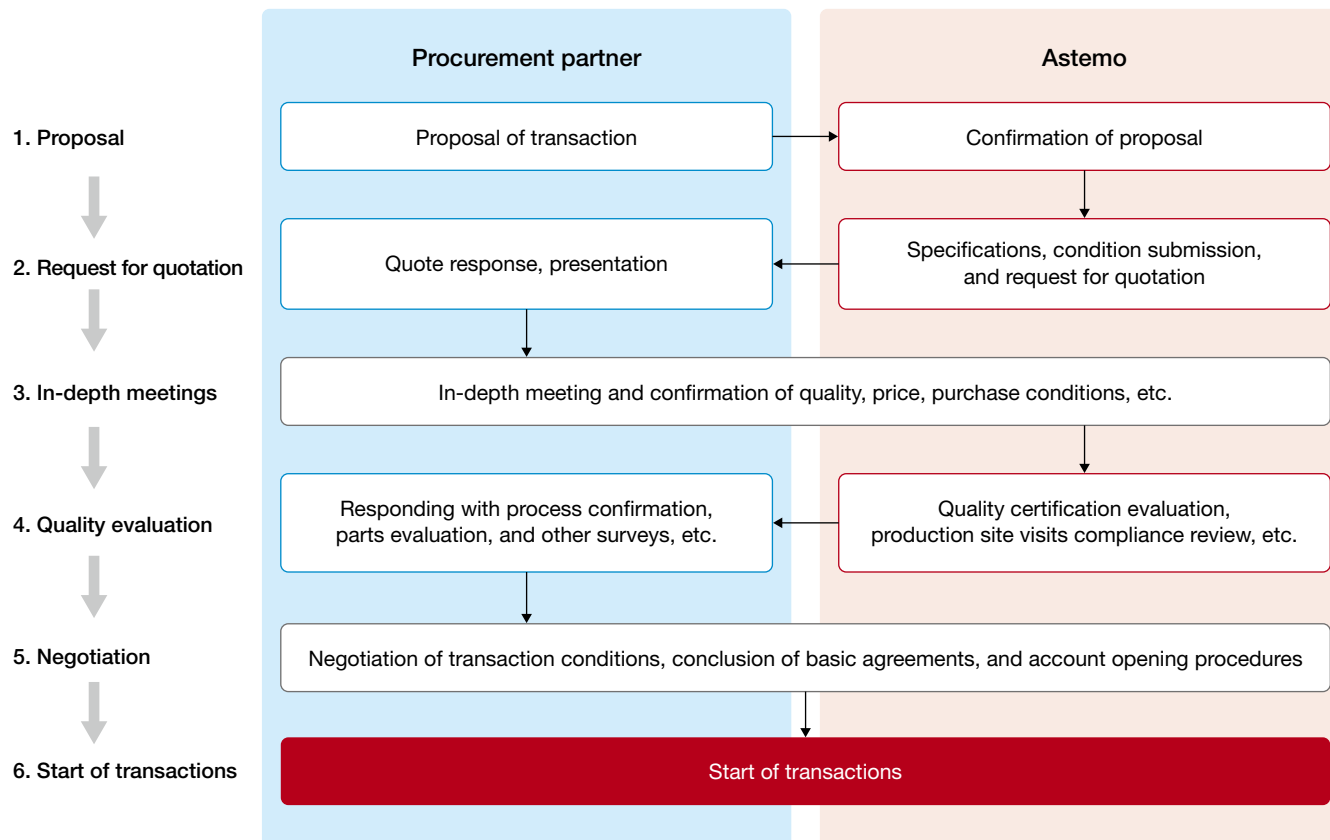 Procurement partner
Astemo
1. Proposal
Proposal of transaction
Confirmation of proposal
2. Request for quotation
Quote response, presentation
Specifications, condition submission,
and request for quotation
3. In-depth meetings
In-depth meeting and confirmation of quality, price, purchase conditions, etc.
4. Quality evaluation
Responding with process confirmation,
parts evaluation, and other surveys, etc.
Quality certification evaluation,
production site visits compliance review, etc.
5. Negotiation
Negotiation of transaction conditions, conclusion of basic agreements, and account opening procedures
6. Start of transactions
Start of transactions